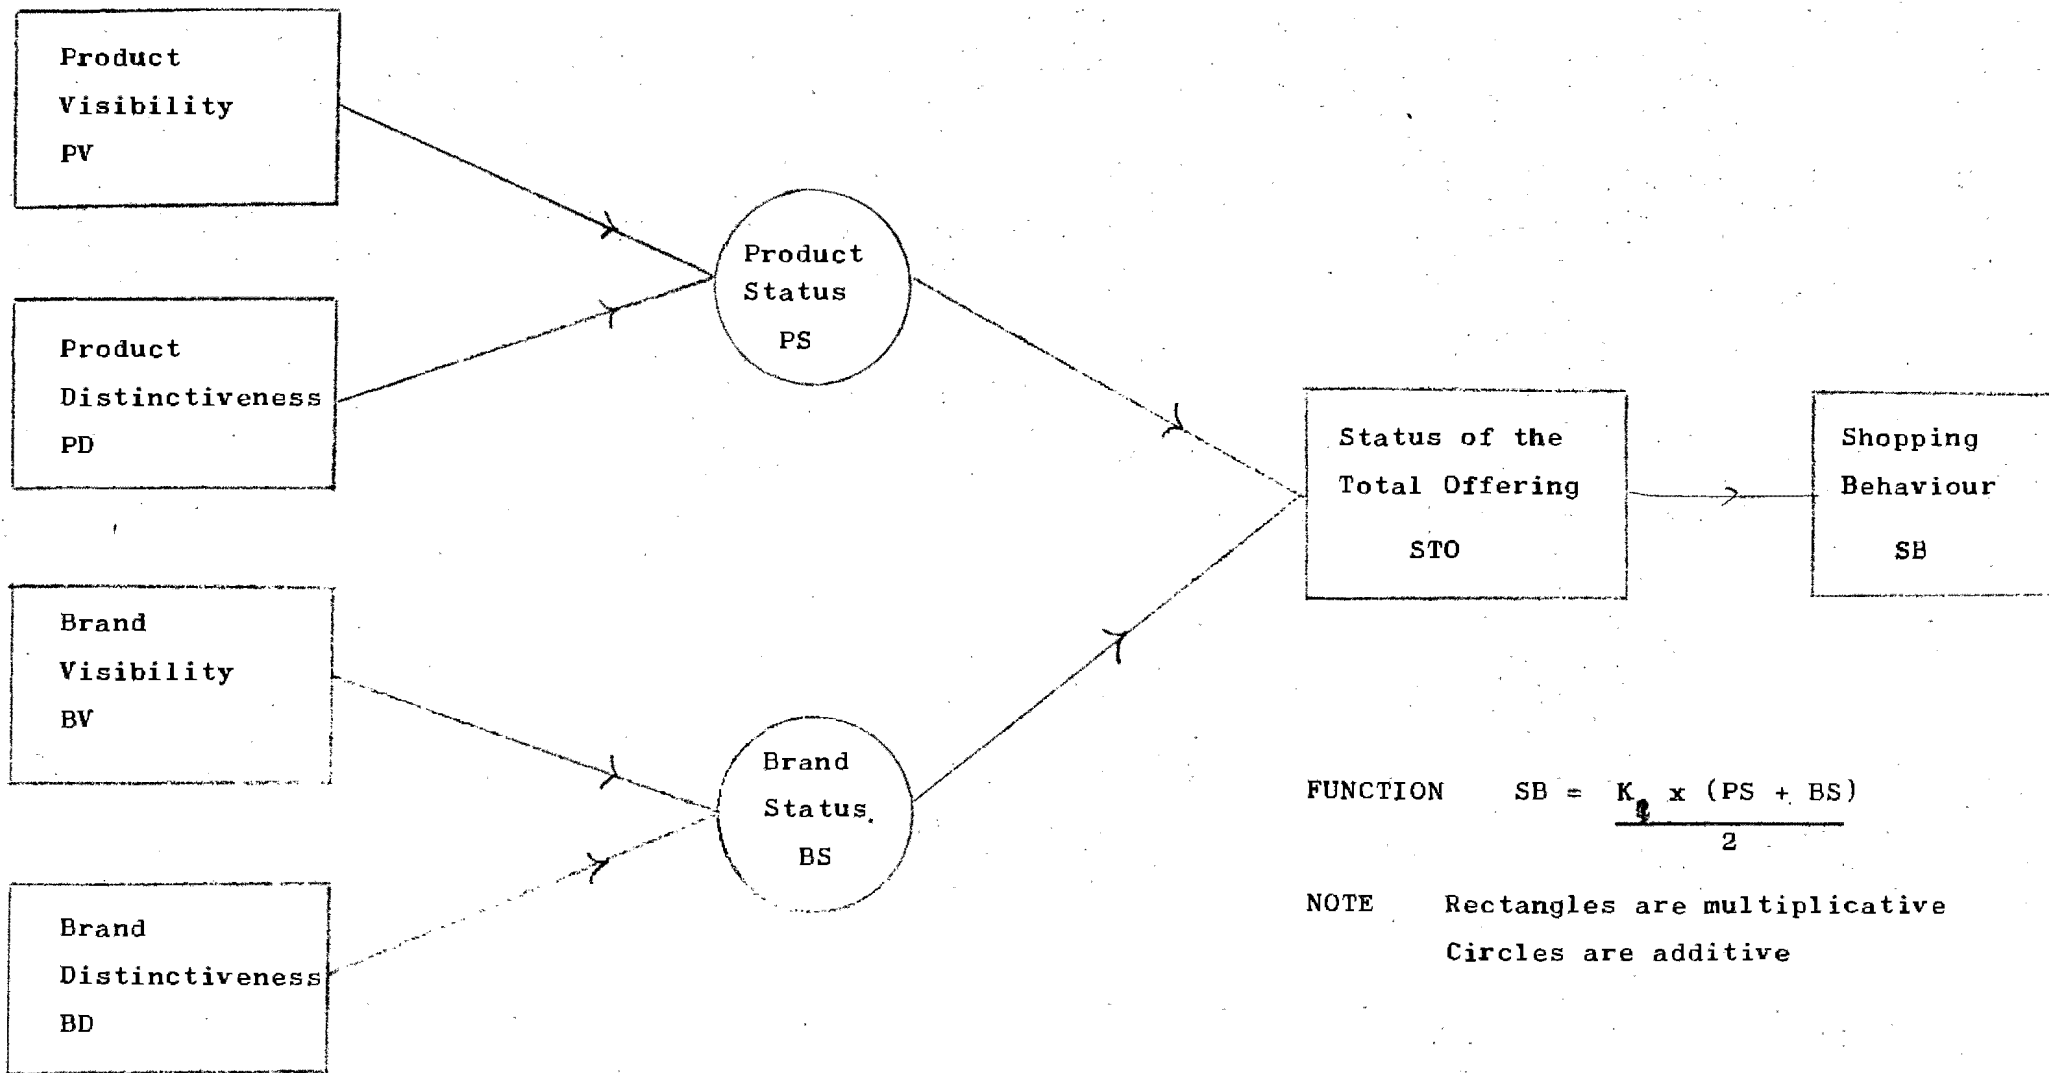 Product
Visibility
PV
Product
Distinctiveness
PD
Brand
Visibility
BV
Brand
Distinctiveness
BD
Product
Status
PS
Brand
Status.
BS
Status of the
Total Offering
STO
Shopping
Behaviour
SB
FUNCTION SB = K x (PS + BS)
2
NOTE Rectangles are multiplicative
Circles are additive